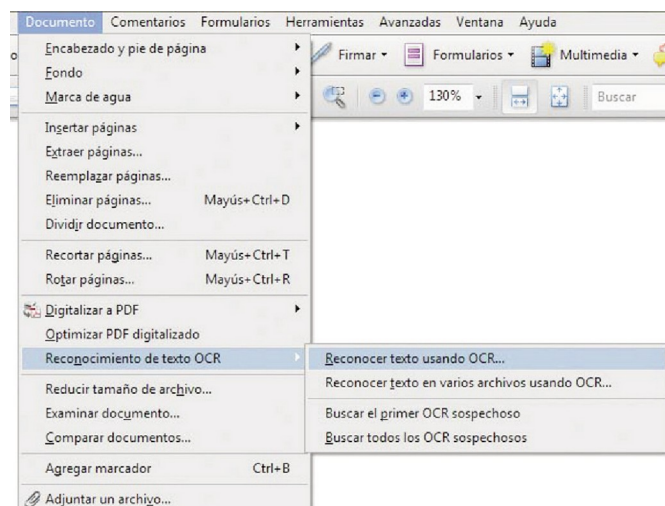 Documento Comentarios Formularios Herramientas Avanzadas Ventana Ayuda
Firmar Formularios Multimedia
130% Buscar
Encabezado y pie de página
Fondo
Marca de agua
Insertar páginas
Extraer páginas...
Reemplazar páginas...
Eliminar páginas... Mayús+Ctrl+D
Dividir documento...
Recortar páginas... Mayús+Ctrl+T
Rotar páginas... Mayús+Ctrl+R
Digitalizar a PDF
Optimizar PDF digitalizado
Reconocimiento de texto OCR
Reconocer texto usando OCR...
Reconocer texto en varios archivos usando OCR...
Buscar el primer OCR sospechoso
Buscar todos los OCR sospechosos
Reducir tamaño de archivo...
Examinar documento...
Comparar documentos...
Agregar marcador Ctrl+B
Adjuntar un archivo...